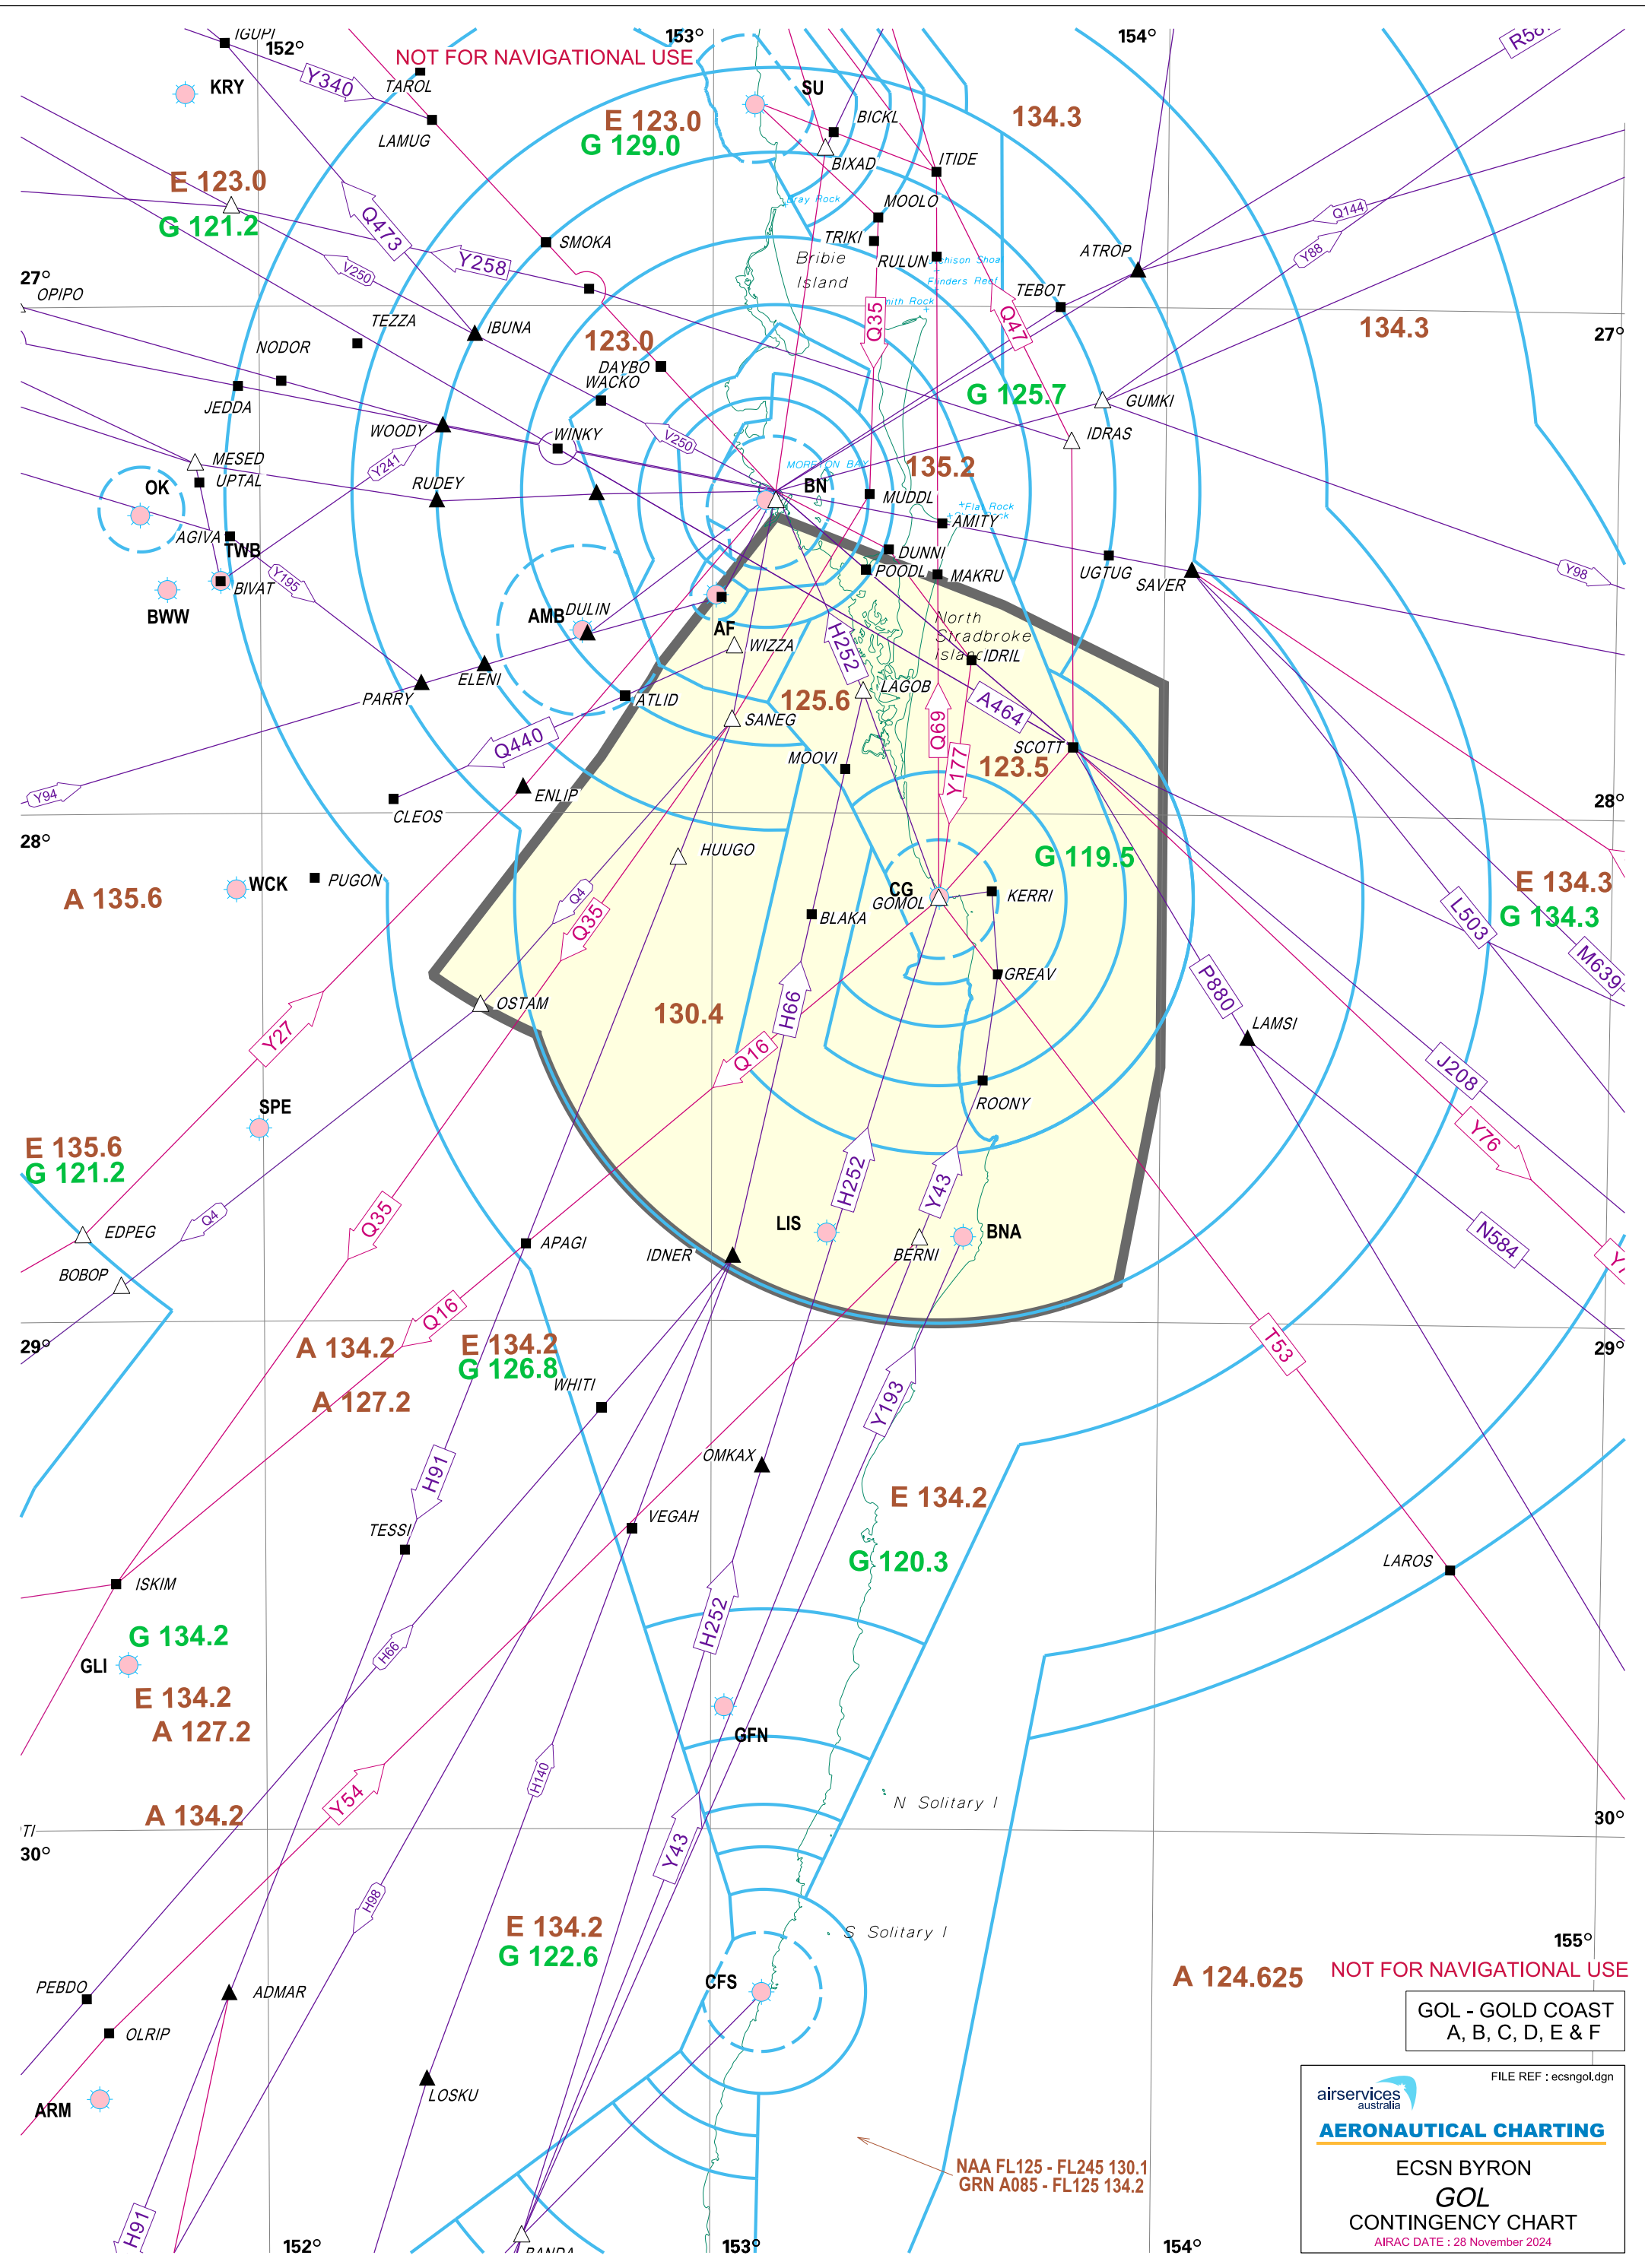 IGUPI
152°
153°
154°
NOT FOR NAVIGATIONAL USE
KRY
Y340
TAROL
LAMUG
SU
E 123.0
G 129.0
BICKL
BIXAD
134.3
ITIDE
E 123.0
G 121.2
Q473
V250
Y258
SMOKA
MOOLO
TRIKI
RULUN
Bribie
Island
Q144
Y88
ATROP
TEBOT
27°
OPIPO
TEZZA
NODOR
IBUNA
123.0
DAYBO
WACKO
Q35
Q47
134.3
27°
JEDDA
WOODY
WINKY
V250
G 125.7
GUMKI
IDRAS
MESED
UPTAL
Y241
RUDEY
MORETON BAY
BN
135.2
MUDDL
Flat Rock
AMITY
OK
AGIVA
TWB
BIVAT
BWW
Y195
AMB
DULIN
AF
DUNNI
POODL
MAKRU
UGTUG
SAVER
Y98
North
Stradbroke
IDRIL
WIZZA
H252
PARRY
ELENI
ATLID
125.6
LAGOB
A464
SANEG
Q440
Q69
Y177
SCOTT
MOOVI
123.5
Y94
ENLIP
CLEOS
28°
28°
HUUGO
G 119.5
WCK
PUGON
A 135.6
Q4
Q35
CG
GOMOL
KERRI
BLAKA
E 134.3
G 134.3
L503
M639
GREAV
P880
OSTAM
130.4
H66
Y27
Q16
LAMSI
J208
SPE
ROONY
E 135.6
G 121.2
Y76
H252
Y43
Q4
Q35
EDPEG
BOBOP
APAGI
IDNER
LIS
BERNI
BNA
N584
Q16
29°
A 134.2
E 134.2
G 126.8
A 127.2
WHITI
T53
29°
Y193
H91
OMKAX
E 134.2
VEGAH
TESSI
G 120.3
LAROS
ISKIM
H252
G 134.2
GLI
H66
E 134.2
A 127.2
GFN
H140
Y54
A 134.2
N Solitary I
30°
30°
Y43
H98
E 134.2
G 122.6
S Solitary I
155°
CFS
A 124.625
NOT FOR NAVIGATIONAL USE
PEBDO
ADMAR
OLRIP
GOL - GOLD COAST
A, B, C, D, E & F
ARM
LOSKU
FILE REF : ecsngol.dgn
airservices
australia
AERONAUTICAL CHARTING
NAA FL125 - FL245 130.1
GRN A085 - FL125 134.2
ECSN BYRON
GOL
CONTINGENCY CHART
AIRAC DATE : 28 November 2024
H91
152°
153°
154°